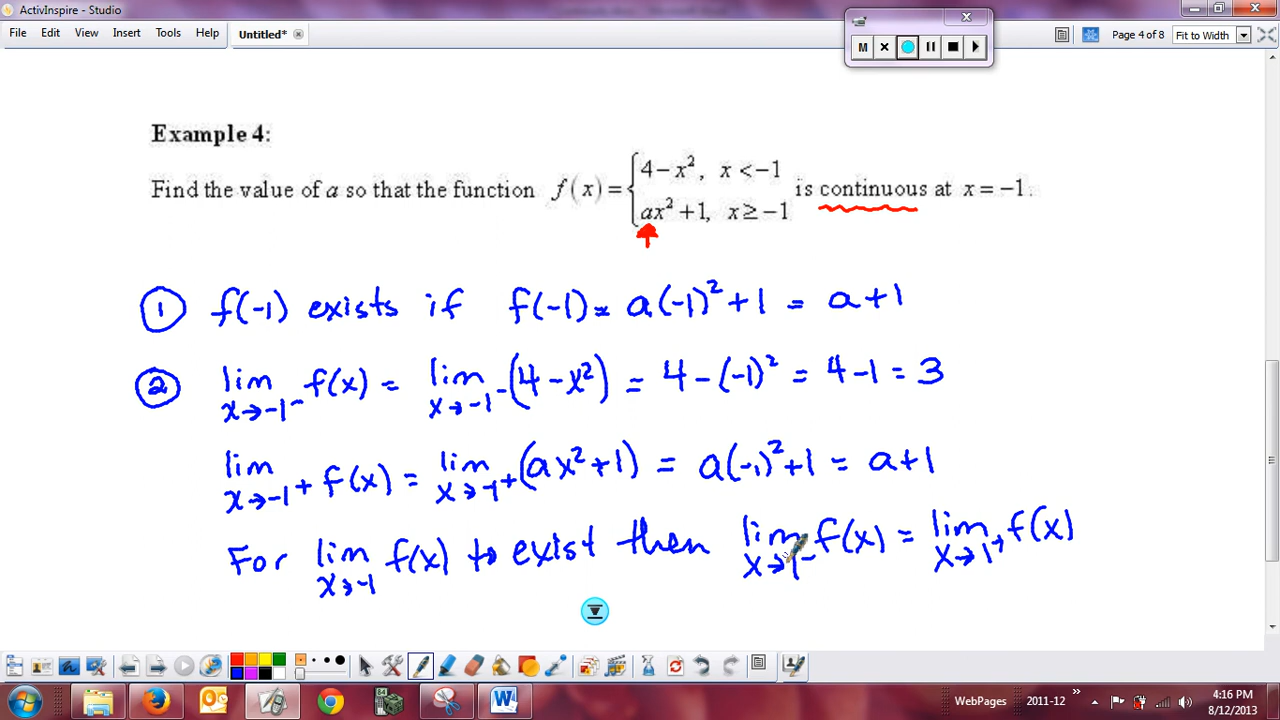 ActivInspire - Studio
File Edit View Insert Tools Help Untitled* Page 4 of 8 Fit to Width
M
Example 4:
Find the value of a so that the function f(x) = { 4 − x², x < −1 is continuous at x = −1.
ax² + 1, x ≥ −1
① f(-1) exists if f(-1) = a(-1)² + 1 = a+1
② lim x→-1⁻ f(x) = lim x→-1⁻ (4 - x²) = 4 - (-1)² = 4 - 1 = 3
lim x→-1⁺ f(x) = lim x→-1⁺ (ax² + 1) = a(-1)² + 1 = a+1
For lim x→-1 f(x) to exist then lim x→1⁻ f(x) = lim x→1⁺ f(x)
WebPages 2011-12 » 4:16 PM
8/12/2013